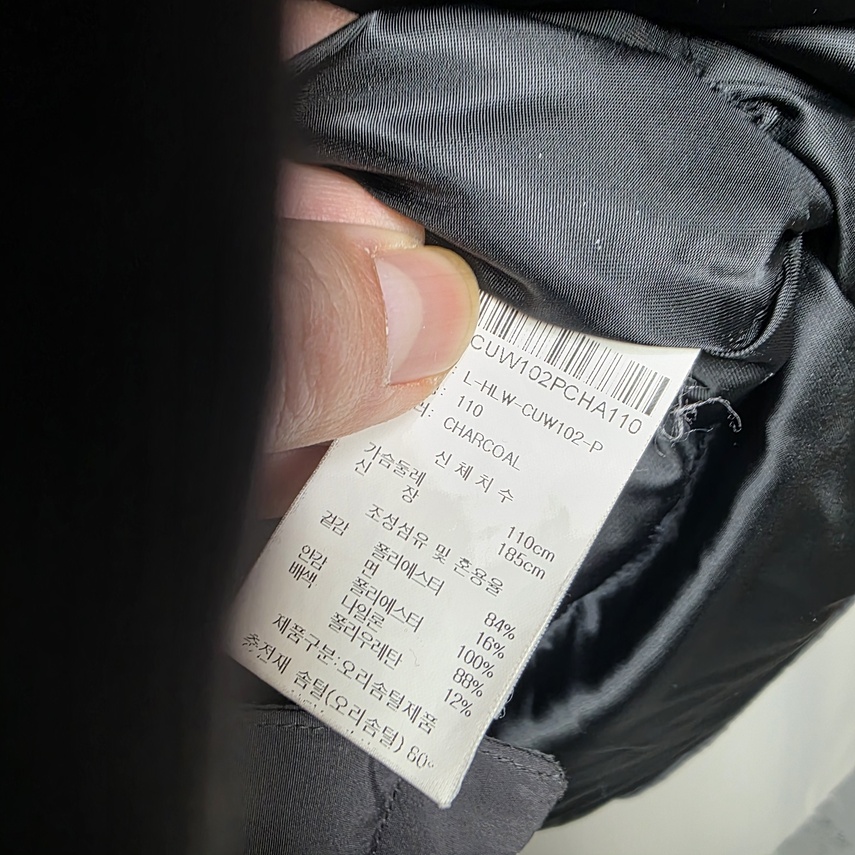 CUW102PCHA110
L-HLW-CUW102-P
110
CHARCOAL
신 체 치 수
가슴둘레 110cm
신 장 185cm
조성섬유 및 혼용율
겉감 폴리에스터 84%
면 16%
안감 폴리에스터 100%
배색 나일론 88%
폴리우레탄 12%
제품구분:오리솜털제품
충전재 솜털(오리솜털) 80